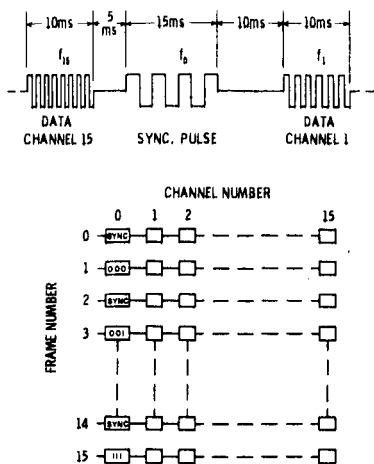 10ms 5 ms 15ms 10ms 10ms
f15 f0 f1
DATA CHANNEL 15
SYNC. PULSE
DATA CHANNEL 1
CHANNEL NUMBER
0 1 2 15
FRAME NUMBER
0 SYNC
1 000
2 SYNC
3 001
14 SYNC
15 111